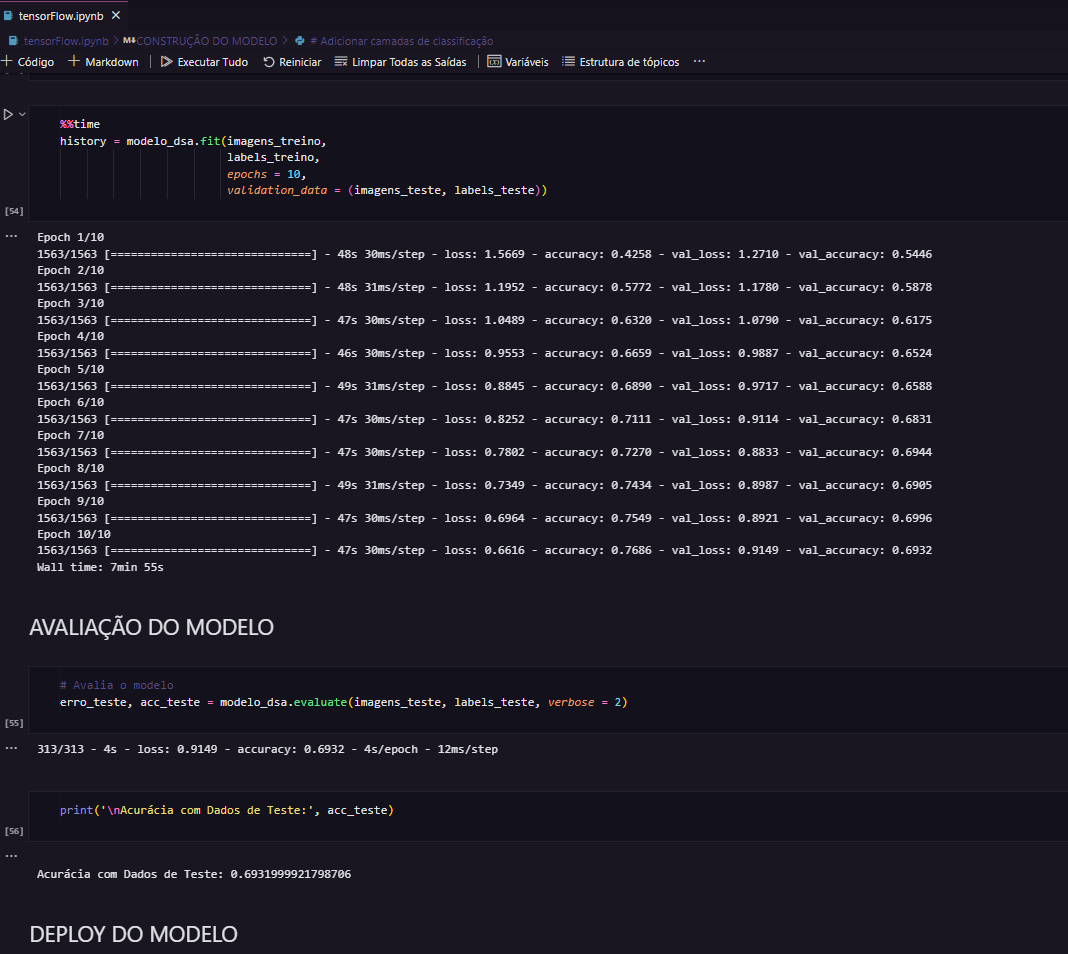 tensorFlow.ipynb
tensorFlow.ipynb > M↓CONSTRUÇÃO DO MODELO > # Adicionar camadas de classificação
+ Código + Markdown | Executar Tudo Reiniciar Limpar Todas as Saídas | Variáveis Estrutura de tópicos ...
%%time
history = modelo_dsa.fit(imagens_treino,
labels_treino,
epochs = 10,
validation_data = (imagens_teste, labels_teste))
[54]
... Epoch 1/10
1563/1563 [==============================] - 48s 30ms/step - loss: 1.5669 - accuracy: 0.4258 - val_loss: 1.2710 - val_accuracy: 0.5446
Epoch 2/10
1563/1563 [==============================] - 48s 31ms/step - loss: 1.1952 - accuracy: 0.5772 - val_loss: 1.1780 - val_accuracy: 0.5878
Epoch 3/10
1563/1563 [==============================] - 47s 30ms/step - loss: 1.0489 - accuracy: 0.6320 - val_loss: 1.0790 - val_accuracy: 0.6175
Epoch 4/10
1563/1563 [==============================] - 46s 30ms/step - loss: 0.9553 - accuracy: 0.6659 - val_loss: 0.9887 - val_accuracy: 0.6524
Epoch 5/10
1563/1563 [==============================] - 49s 31ms/step - loss: 0.8845 - accuracy: 0.6890 - val_loss: 0.9717 - val_accuracy: 0.6588
Epoch 6/10
1563/1563 [==============================] - 47s 30ms/step - loss: 0.8252 - accuracy: 0.7111 - val_loss: 0.9114 - val_accuracy: 0.6831
Epoch 7/10
1563/1563 [==============================] - 47s 30ms/step - loss: 0.7802 - accuracy: 0.7270 - val_loss: 0.8833 - val_accuracy: 0.6944
Epoch 8/10
1563/1563 [==============================] - 49s 31ms/step - loss: 0.7349 - accuracy: 0.7434 - val_loss: 0.8987 - val_accuracy: 0.6905
Epoch 9/10
1563/1563 [==============================] - 47s 30ms/step - loss: 0.6964 - accuracy: 0.7549 - val_loss: 0.8921 - val_accuracy: 0.6996
Epoch 10/10
1563/1563 [==============================] - 47s 30ms/step - loss: 0.6616 - accuracy: 0.7686 - val_loss: 0.9149 - val_accuracy: 0.6932
Wall time: 7min 55s
AVALIAÇÃO DO MODELO
# Avalia o modelo
erro_teste, acc_teste = modelo_dsa.evaluate(imagens_teste, labels_teste, verbose = 2)
[55]
... 313/313 - 4s - loss: 0.9149 - accuracy: 0.6932 - 4s/epoch - 12ms/step
print('\nAcurácia com Dados de Teste:', acc_teste)
[56]
...
Acurácia com Dados de Teste: 0.6931999921798706
DEPLOY DO MODELO